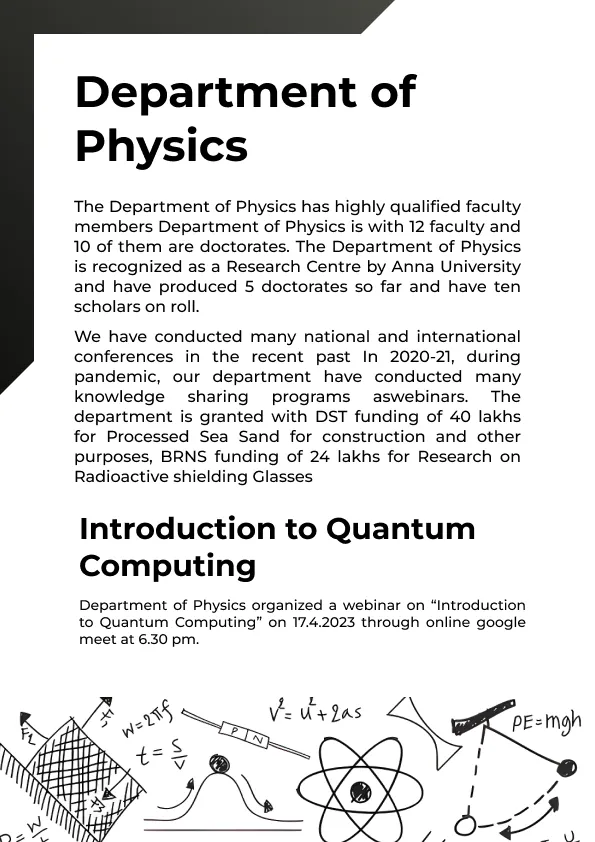 Department of
Physics
The Department of Physics has highly qualified faculty
members Department of Physics is with 12 faculty and
10 of them are doctorates. The Department of Physics
is recognized as a Research Centre by Anna University
and have produced 5 doctorates so far and have ten
scholars on roll.
We have conducted many national and international
conferences in the recent past In 2020-21, during
pandemic, our department have conducted many
knowledge sharing programs aswebinars. The
department is granted with DST funding of 40 lakhs
for Processed Sea Sand for construction and other
purposes, BRNS funding of 24 lakhs for Research on
Radioactive shielding Glasses
Introduction to Quantum
Computing
Department of Physics organized a webinar on “Introduction
to Quantum Computing” on 17.4.2023 through online google
meet at 6.30 pm.
F2
F1
F3
w=2πf
t=s/v
P N
v²=u²+2as
PE=mgh